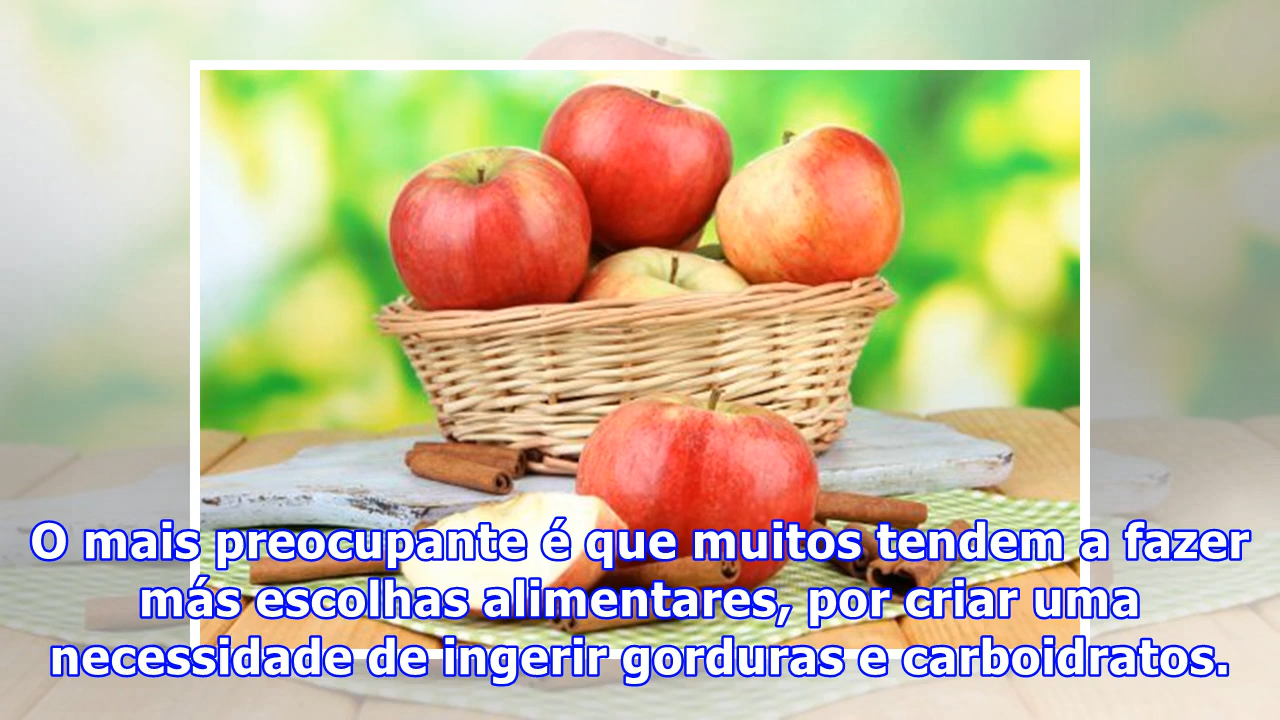 O mais preocupante é que muitos tendem a fazer
más escolhas alimentares, por criar uma
necessidade de ingerir gorduras e carboidratos.